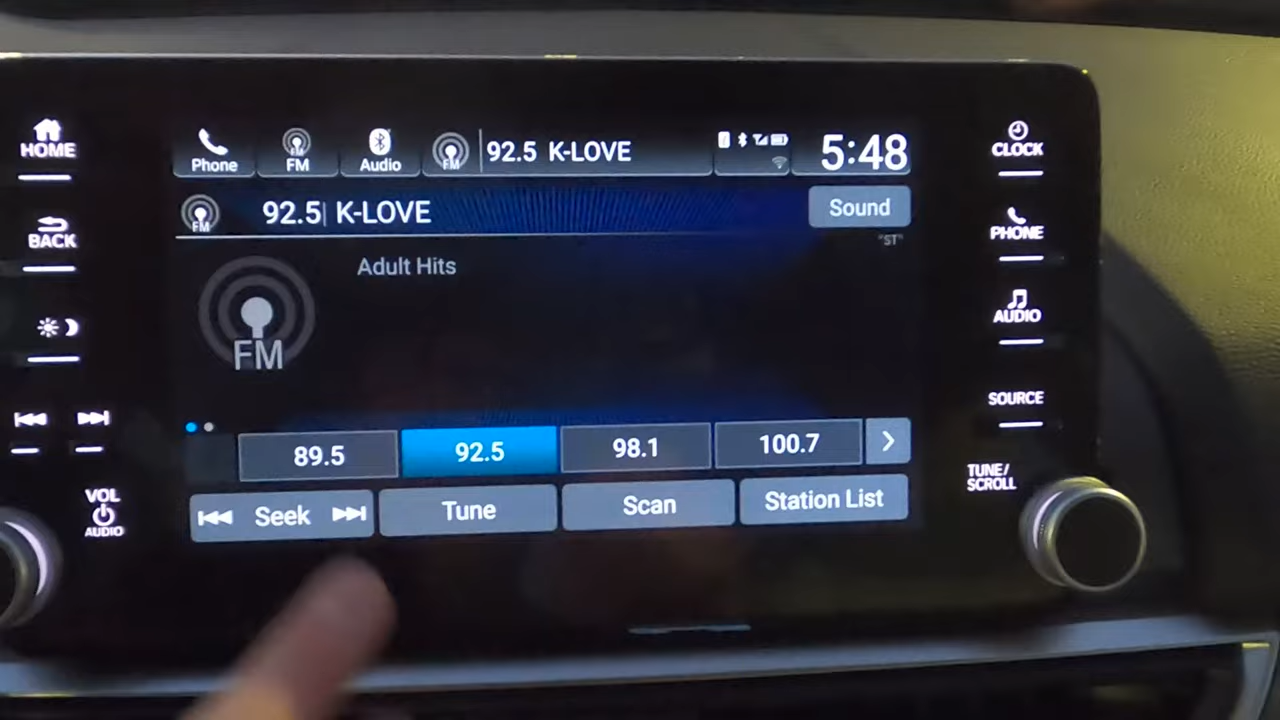 HOME
BACK
VOL
AUDIO
Phone
FM
Audio
FM
92.5 K-LOVE
5:48
FM
92.5| K-LOVE
Sound
"ST"
Adult Hits
FM
89.5
92.5
98.1
100.7
Seek
Tune
Scan
Station List
CLOCK
PHONE
AUDIO
SOURCE
TUNE/
SCROLL